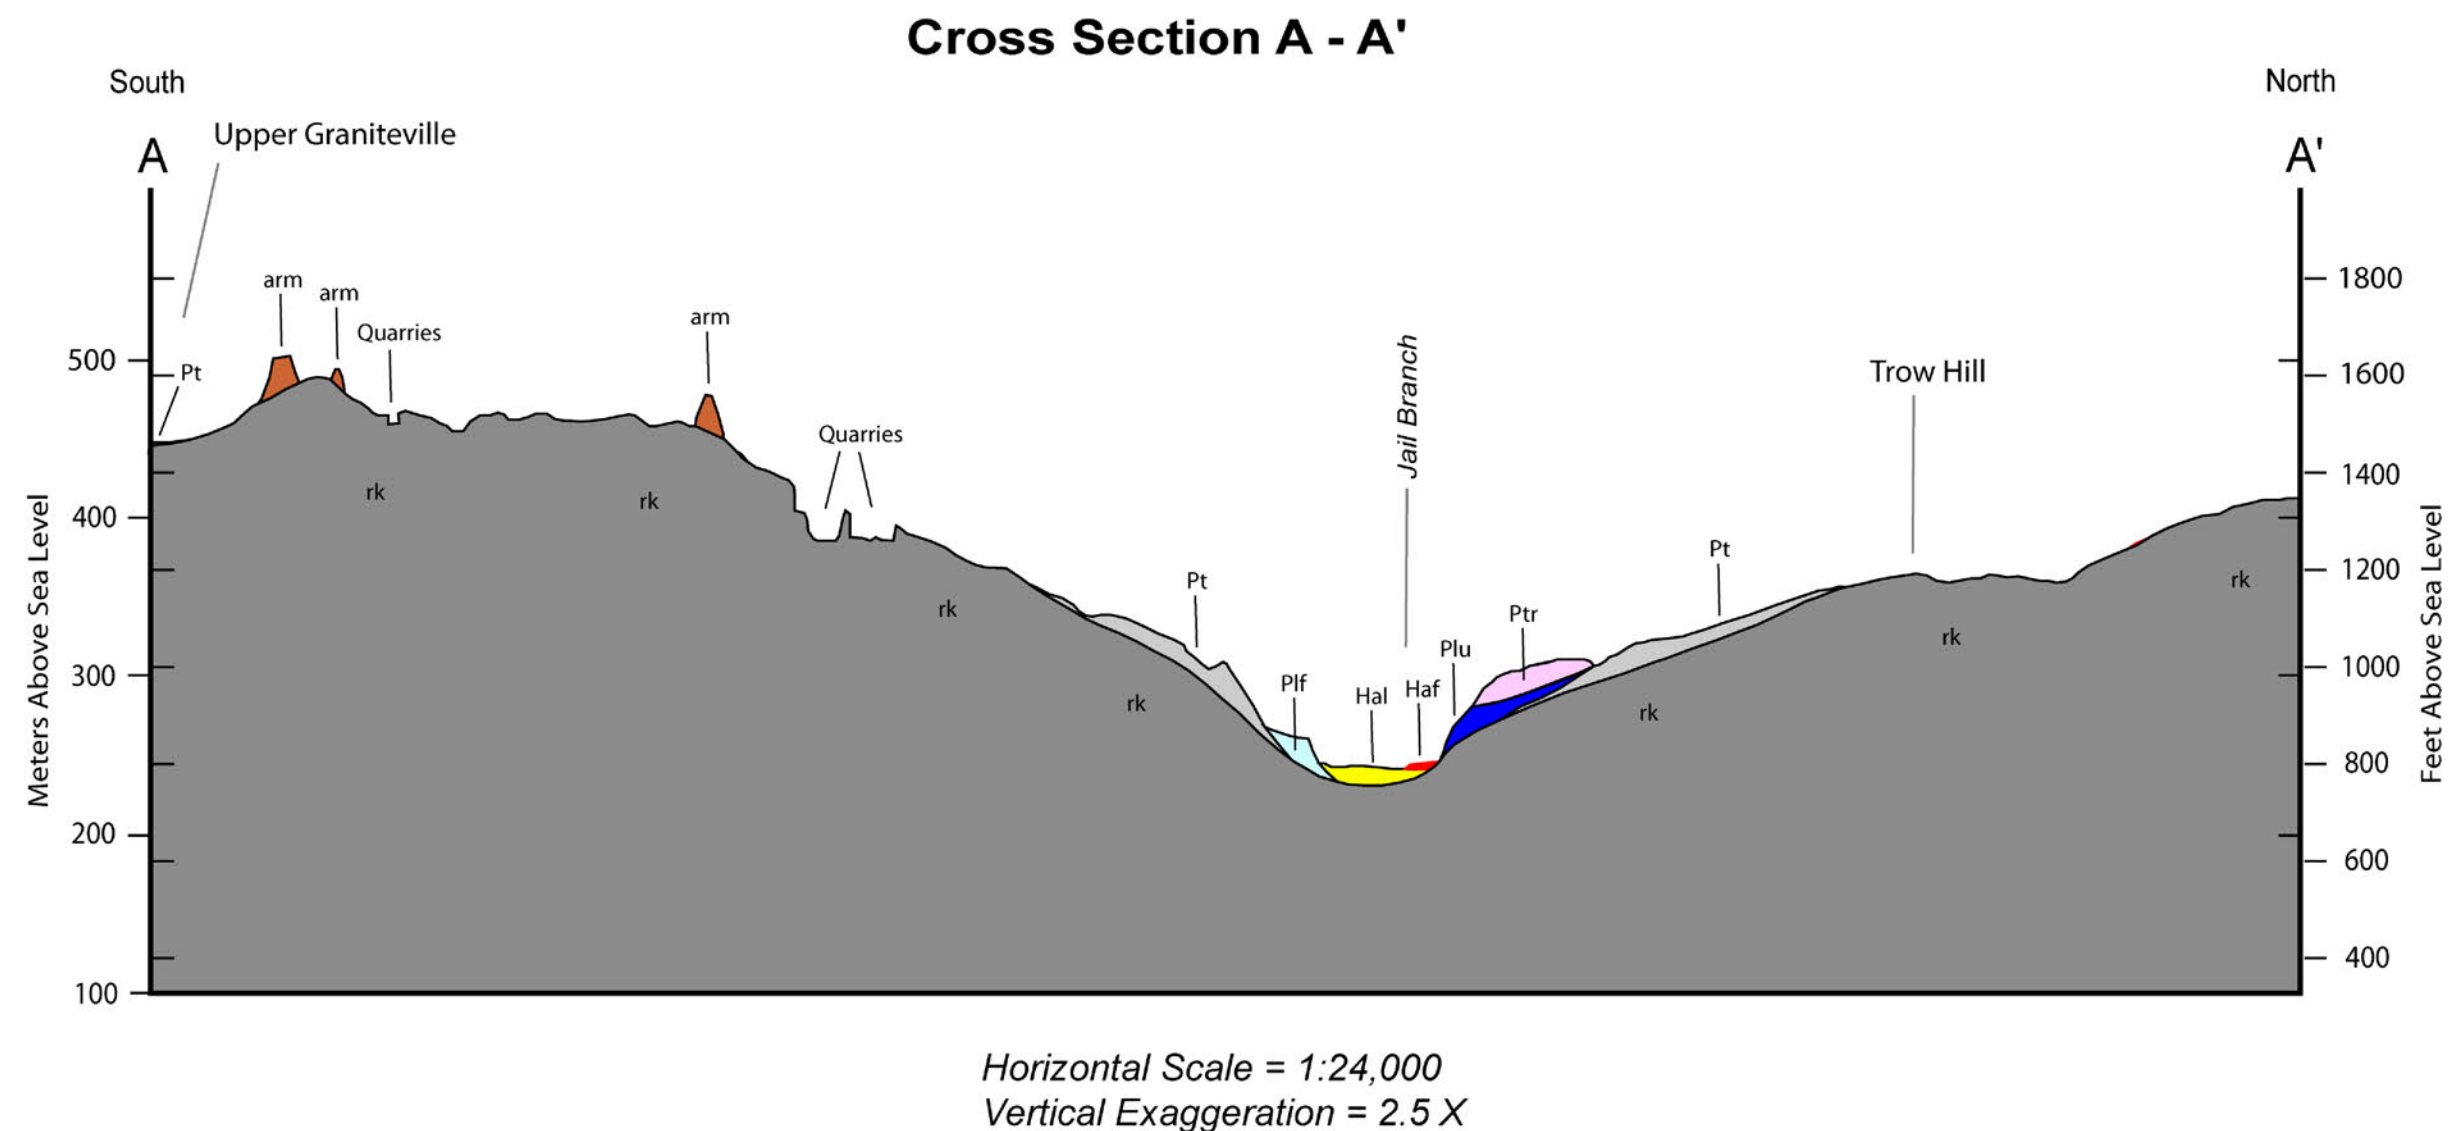 Cross Section A - A'
South
North
Upper Graniteville
A
A'
arm
arm
Quarries
arm
Pt
Quarries
Jail Branch
Trow Hill
500
400
300
200
100
Meters Above Sea Level
1800
1600
1400
1200
1000
800
600
400
Feet Above Sea Level
rk
rk
rk
rk
Pt
Plf
Hal
Haf
Plu
Ptr
Pt
rk
rk
rk
Horizontal Scale = 1:24,000
Vertical Exaggeration = 2.5 X